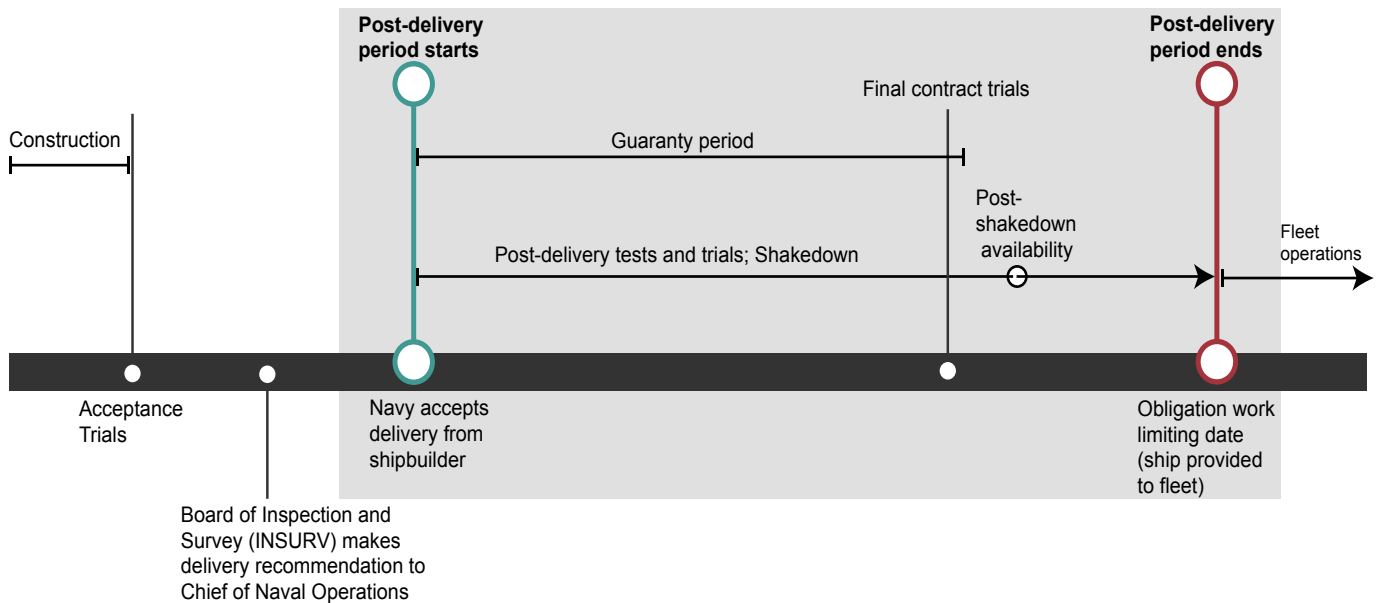 Post-delivery
period starts
Post-delivery
period ends
Final contract trials
Construction
Guaranty period
Post-
shakedown
availability
Post-delivery tests and trials; Shakedown
Fleet
operations
Acceptance
Trials
Navy accepts
delivery from
shipbuilder
Obligation work
limiting date
(ship provided
to fleet)
Board of Inspection and
Survey (INSURV) makes
delivery recommendation to
Chief of Naval Operations